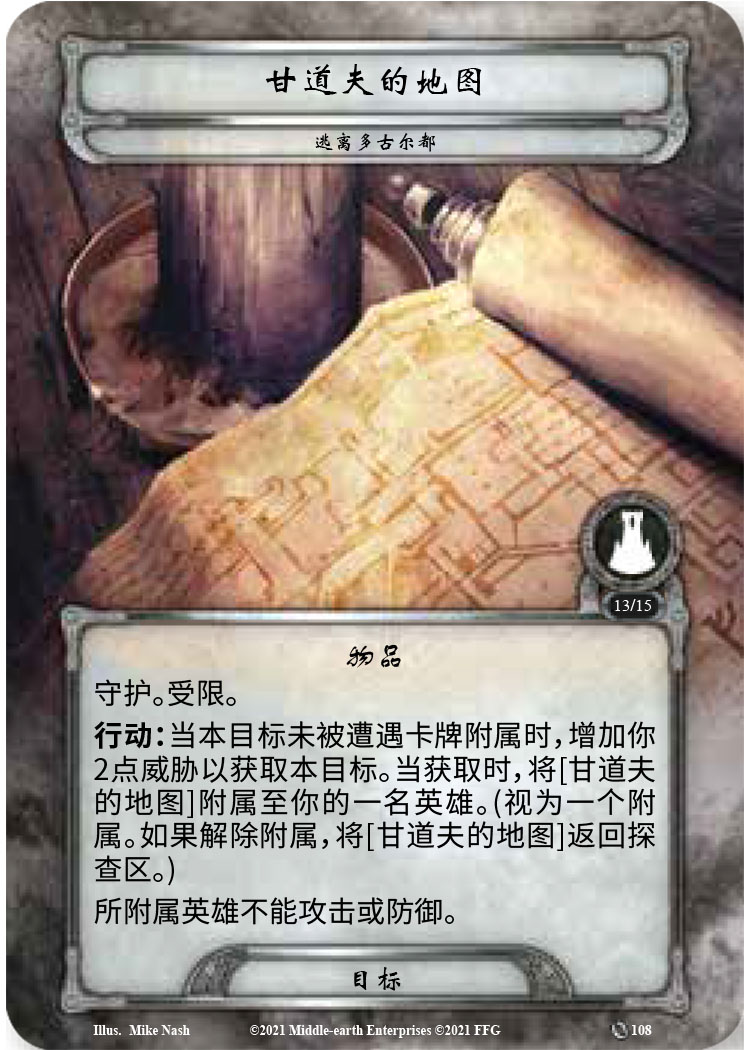 甘道夫的地图
逃离多古尔都
13/15
物品
守护。受限。
行动：当本目标未被遭遇卡牌附属时，增加你
2点威胁以获取本目标。当获取时，将[甘道夫
的地图]附属至你的一名英雄。(视为一个附
属。如果解除附属，将[甘道夫的地图]返回探
查区。)
所附属英雄不能攻击或防御。
目标
Illus. Mike Nash ©2021 Middle-earth Enterprises ©2021 FFG 108